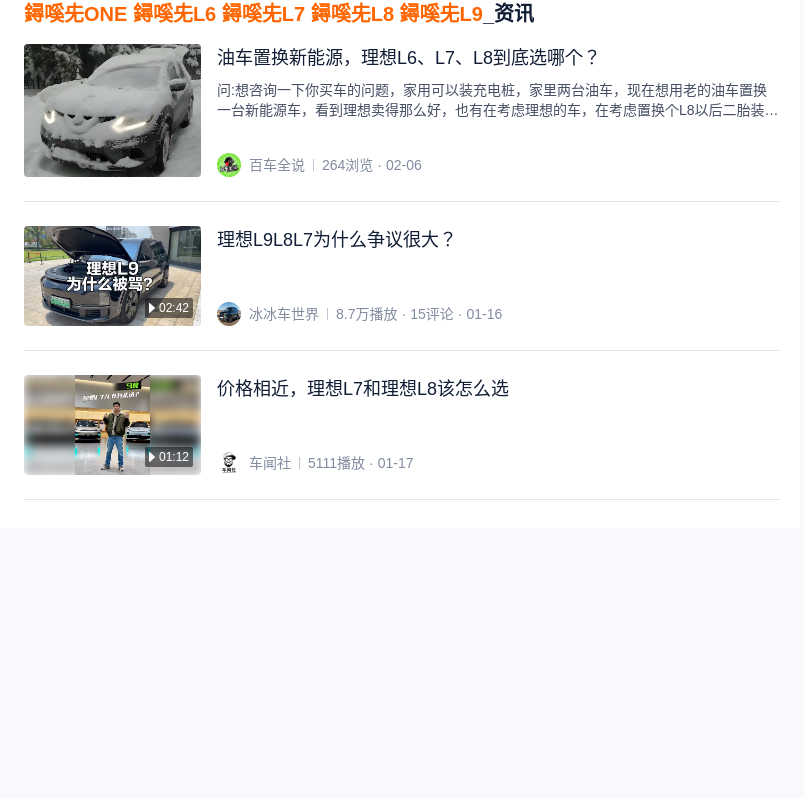 鐞嗘兂ONE 鐞嗘兂L6 鐞嗘兂L7 鐞嗘兂L8 鐞嗘兂L9_资讯
油车置换新能源，理想L6、L7、L8到底选哪个？
问:想咨询一下你买车的问题，家用可以装充电桩，家里两台油车，现在想用老的油车置换
一台新能源车，看到理想卖得那么好，也有在考虑理想的车，在考虑置换个L8以后二胎装…
百车全说 264浏览 · 02-06
理想L9L8L7为什么争议很大？
理想L9
为什么被骂?
02:42
冰冰车世界 8.7万播放 · 15评论 · 01-16
价格相近，理想L7和理想L8该怎么选
01:12
车闻社 5111播放 · 01-17